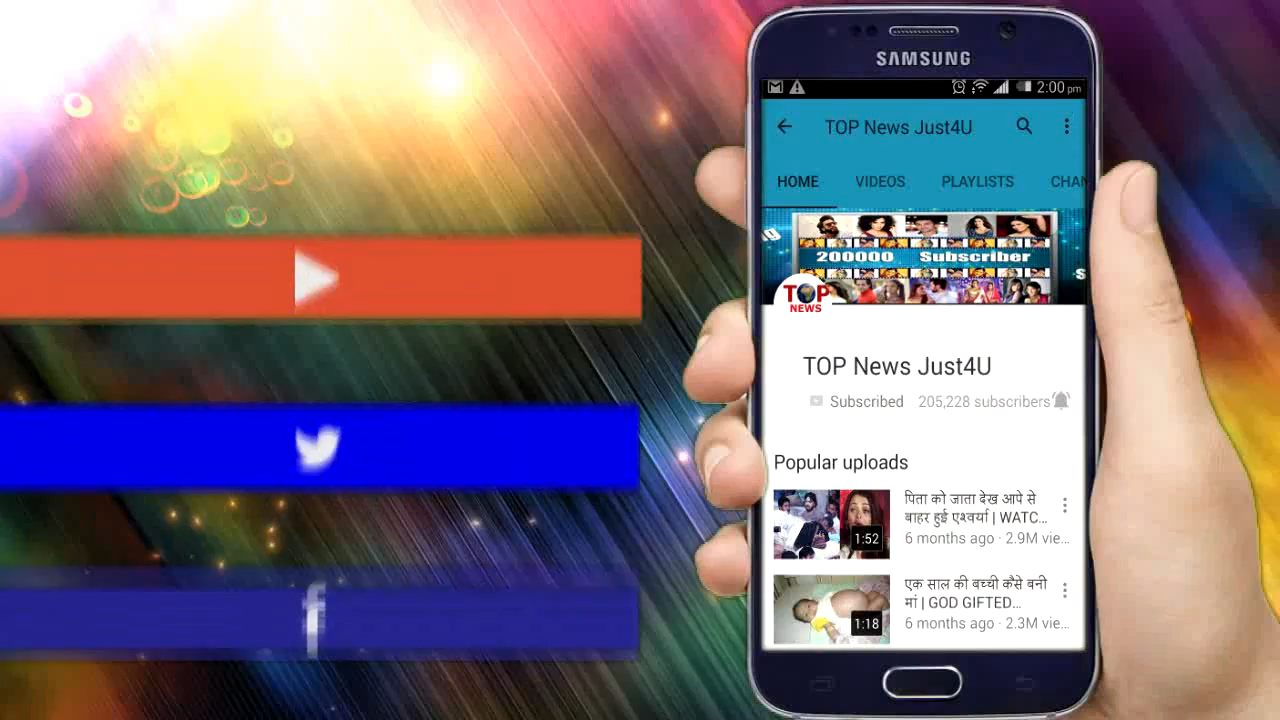 SAMSUNG
2:00 pm
TOP News Just4U
HOME VIDEOS PLAYLISTS CHAN
200000 Subscriber
TOP
NEWS
TOP News Just4U
Subscribed 205,228 subscribers
Popular uploads
पिता को जाता देख आपे से
बाहर हुई एश्वर्या | WATC...
6 months ago · 2.9M vie...
1:52
एक साल की बच्ची कैसे बनी
मां | GOD GIFTED...
6 months ago · 2.3M vie...
1:18